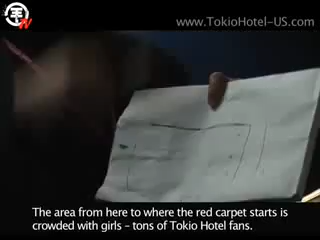 TV
www.TokioHotel-US.com
The area from here to where the red carpet starts is
crowded with girls – tons of Tokio Hotel fans.